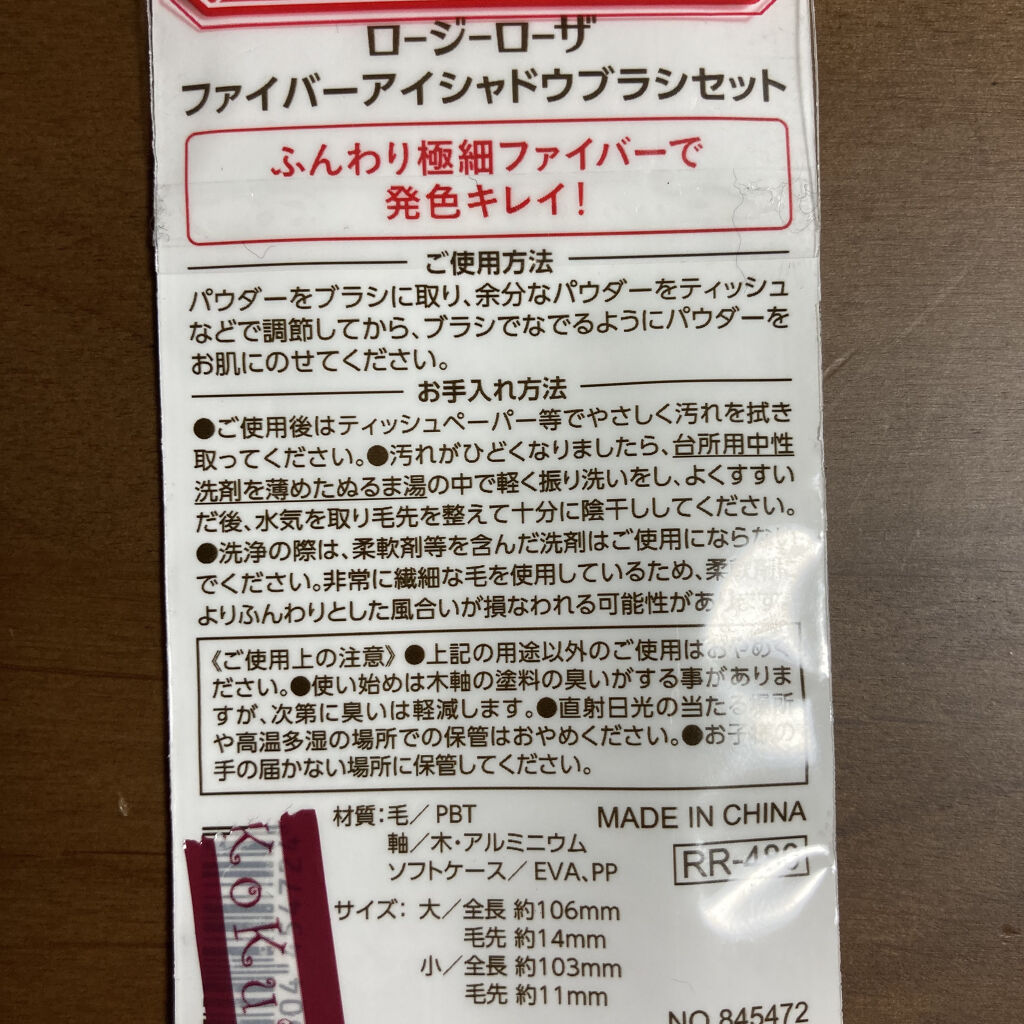 ロージーローザ
ファイバーアイシャドウブラシセット
ふんわり極細ファイバーで
発色キレイ!
ご使用方法
パウダーをブラシに取り、余分なパウダーをティッシュ
などで調節してから、ブラシでなでるようにパウダーを
お肌にのせてください。
お手入れ方法
●ご使用後はティッシュペーパー等でやさしく汚れを拭き
取ってください。●汚れがひどくなりましたら、台所用中性
洗剤を薄めたぬるま湯の中で軽く振り洗いをし、よくすすい
だ後、水気を取り毛先を整えて十分に陰干ししてください。
●洗浄の際は、柔軟剤等を含んだ洗剤はご使用にならない
でください。非常に繊細な毛を使用しているため、柔軟剤に
よりふんわりとした風合いが損なわれる可能性があります
《ご使用上の注意》●上記の用途以外のご使用はおやめく
ださい。●使い始めは木軸の塗料の臭いがする事がありま
すが、次第に臭いは軽減します。●直射日光の当たる場所
や高温多湿の場所での保管はおやめください。●お子様の
手の届かない場所に保管してください。
材質:毛/PBT
軸/木・アルミニウム
ソフトケース/EVA、PP
MADE IN CHINA
サイズ: 大/全長 約106mm
毛先 約14mm
小/全長 約103mm
毛先 約11mm
NO.845472
KoKu